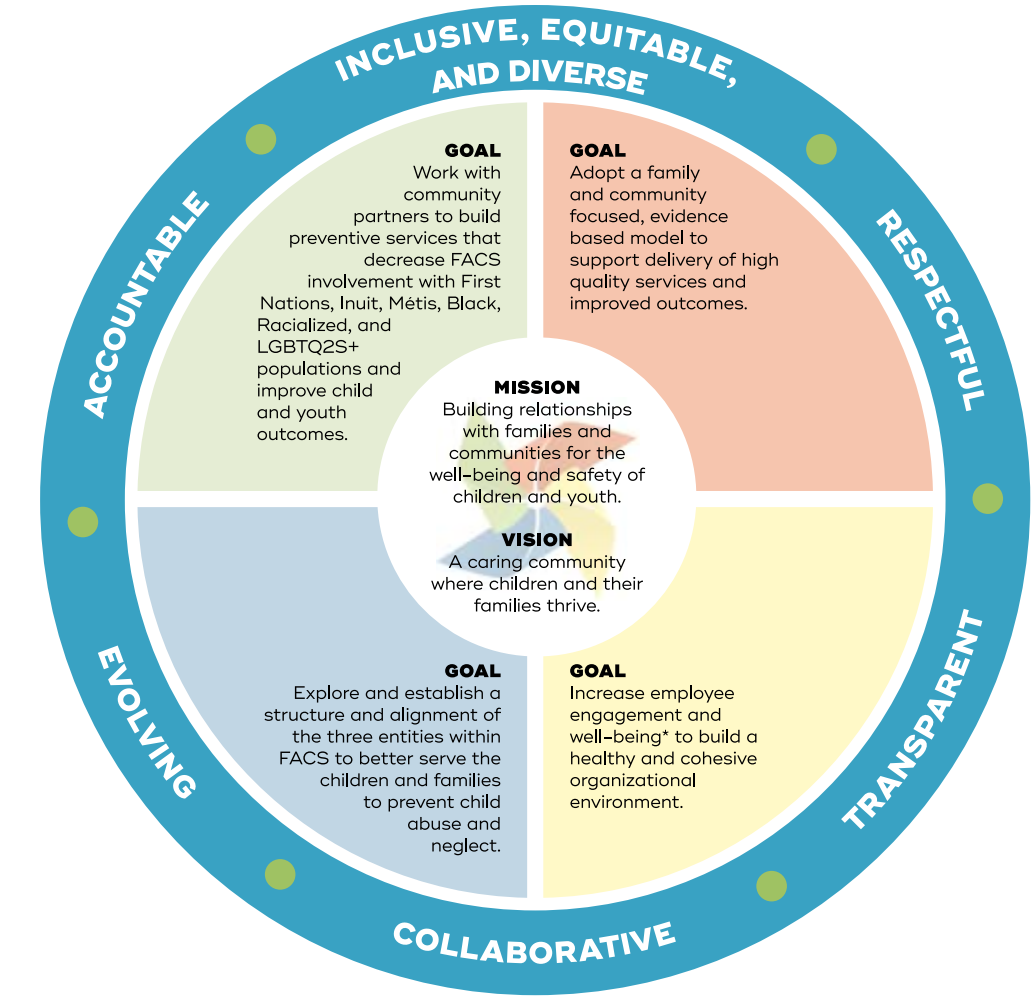 INCLUSIVE, EQUITABLE,
AND DIVERSE
RESPECTFUL
TRANSPARENT
COLLABORATIVE
EVOLVING
ACCOUNTABLE
GOAL
Work with
community
partners to build
preventive services that
decrease FACS
involvement with First
Nations, Inuit, Métis, Black,
Racialized, and
LGBTQ2S+
populations and
improve child
and youth
outcomes.
GOAL
Adopt a family
and community
focused, evidence
based model to
support delivery of high
quality services and
improved outcomes.
MISSION
Building relationships
with families and
communities for the
well-being and safety of
children and youth.
VISION
A caring community
where children and their
families thrive.
GOAL
Explore and establish a
structure and alignment of
the three entities within
FACS to better serve the
children and families
to prevent child
abuse and
neglect.
GOAL
Increase employee
engagement and
well-being* to build a
healthy and cohesive
organizational
environment.